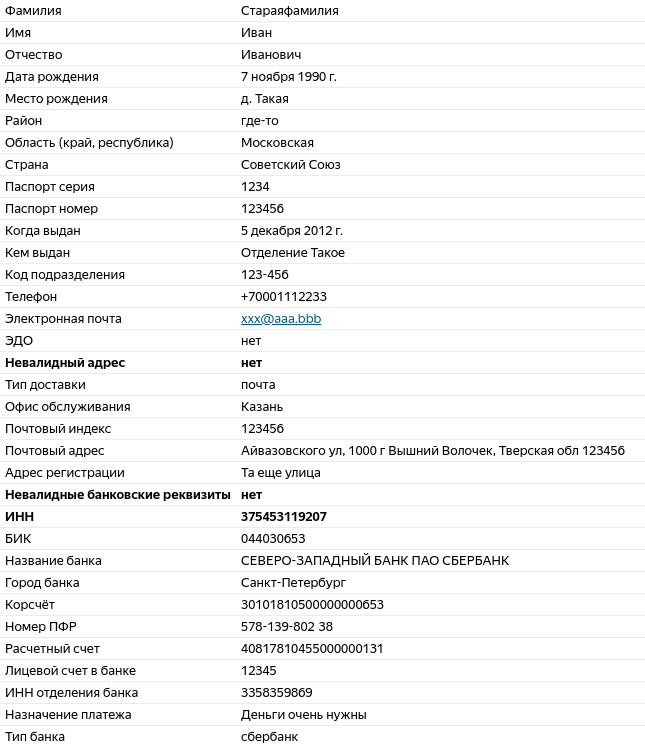 Фамилия Стараяфамилия
Имя Иван
Отчество Иванович
Дата рождения 7 ноября 1990 г.
Место рождения д. Такая
Район где-то
Область (край, республика) Московская
Страна Советский Союз
Паспорт серия 1234
Паспорт номер 123456
Когда выдан 5 декабря 2012 г.
Кем выдан Отделение Такое
Код подразделения 123-456
Телефон +70001112233
Электронная почта xxx@aaa.bbb
ЭДО нет
Невалидный адрес нет
Тип доставки почта
Офис обслуживания Казань
Почтовый индекс 123456
Почтовый адрес Айвазовского ул, 1000 г Вышний Волочек, Тверская обл 123456
Адрес регистрации Та еще улица
Невалидные банковские реквизиты нет
ИНН 375453119207
БИК 044030653
Название банка СЕВЕРО-ЗАПАДНЫЙ БАНК ПАО СБЕРБАНК
Город банка Санкт-Петербург
Корсчёт 30101810500000000653
Номер ПФР 578-139-802 38
Расчетный счет 40817810455000000131
Лицевой счет в банке 12345
ИНН отделения банка 3358359869
Назначение платежа Деньги очень нужны
Тип банка сбербанк